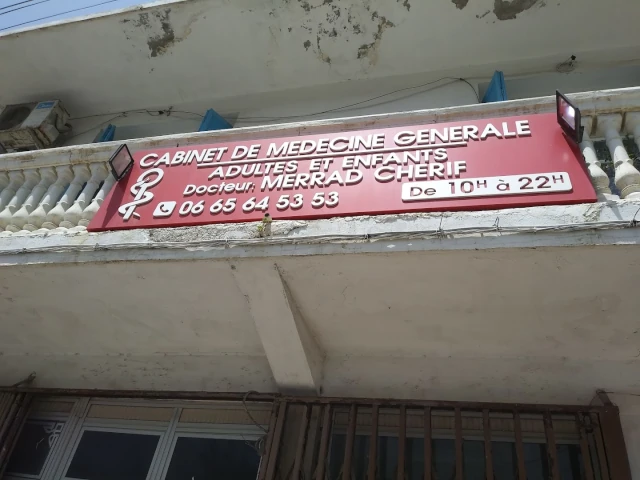 CABINET DE MEDECINE GENERALE
ADULTES ET ENFANTS
Docteur: MERRAD CHERIF
06 65 64 53 53
De 10H à 22H